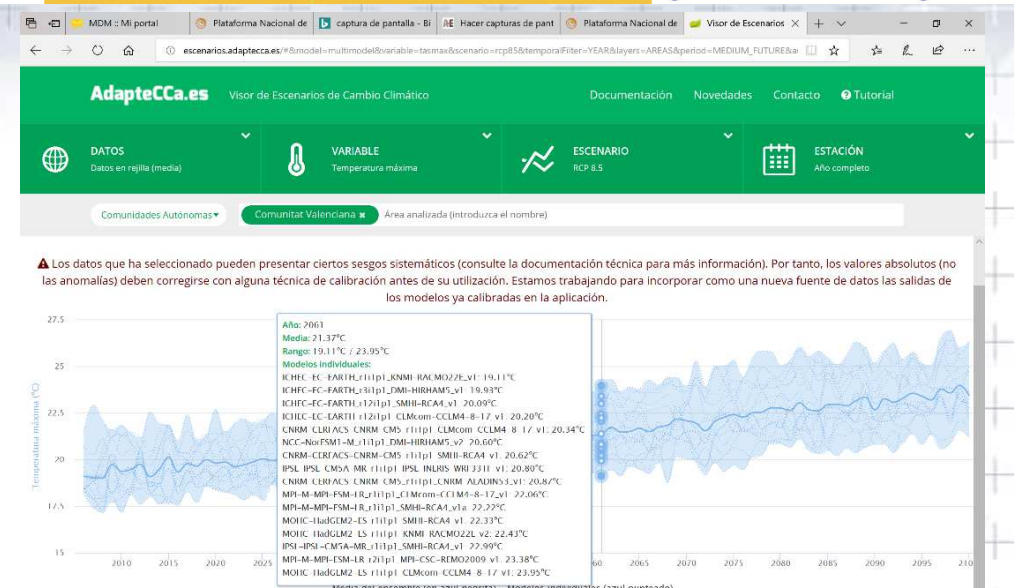 MDM :: Mi portal
Plataforma Nacional de
captura de pantalla - Bi
Hacer capturas de pant
Plataforma Nacional de
Visor de Escenarios
escenarios.adaptecca.es/#&model=multimodel&variable=tasmax&scenario=rcp85&temporalFilter=YEAR&layers=AREAS&period=MEDIUM_FUTURE&
AdapteCCa.es Visor de Escenarios de Cambio Climático Documentación Novedades Contacto Tutorial
DATOS VARIABLE ESCENARIO ESTACIÓN
Datos en rejilla (media) Temperatura máxima RCP 8.5 Año completo
Comunidades Autónomas Comunitat Valenciana Área analizada (introduzca el nombre)
Los datos que ha seleccionado pueden presentar ciertos sesgos sistemáticos (consulte la documentación técnica para más información). Por tanto, los valores absolutos (no
las anomalías) deben corregirse con alguna técnica de calibración antes de su utilización. Estamos trabajando para incorporar como una nueva fuente de datos las salidas de
los modelos ya calibradas en la aplicación.
Temperatura máxima (ºC)
27.5
25
22.5
20
17.5
15
Año: 2061
Media: 21.37°C
Rango: 19.11°C / 23.95°C
Modelos individuales:
ICHEC-EC-EARTH_r1i1p1_KNMI-RACMO22E_v1: 19.11°C
ICHEC-EC-EARTH_r3i1p1_DMI-HIRHAM5_v1: 19.93°C
ICHEC-EC-EARTH_r12i1p1_SMHI-RCA4_v1: 20.09°C
ICHEC-EC-EARTH_r12i1p1_CLMcom-CCLM4-8-17_v1: 20.20°C
CNRM-CERFACS-CNRM-CM5_r1i1p1_CLMcom-CCLM4-8-17_v1: 20.34°C
NCC-NorESM1-M_r1i1p1_DMI-HIRHAM5_v2: 20.60°C
CNRM-CERFACS-CNRM-CM5_r1i1p1_SMHI-RCA4_v1: 20.62°C
IPSL-IPSL-CM5A-MR_r1i1p1_IPSL-INERIS-WRF331F_v1: 20.80°C
CNRM-CERFACS-CNRM-CM5_r1i1p1_CNRM-ALADIN53_v1: 20.87°C
MPI-M-MPI-ESM-LR_r1i1p1_CLMcom-CCLM4-8-17_v1: 22.06°C
MPI-M-MPI-ESM-LR_r1i1p1_SMHI-RCA4_v1a: 22.22°C
MOHC-HadGEM2-ES_r1i1p1_SMHI-RCA4_v1: 22.33°C
MOHC-HadGEM2-ES_r1i1p1_KNMI-RACMO22E_v2: 22.43°C
IPSL-IPSL-CM5A-MR_r1i1p1_SMHI-RCA4_v1: 22.99°C
MPI-M-MPI-ESM-LR_r2i1p1_MPI-CSC-REMO2009_v1: 23.38°C
MOHC-HadGEM2-ES_r1i1p1_CLMcom-CCLM4-8-17_v1: 23.95°C
2010 2015 2020 2025 60 2065 2070 2075 2080 2085 2090 2095 210